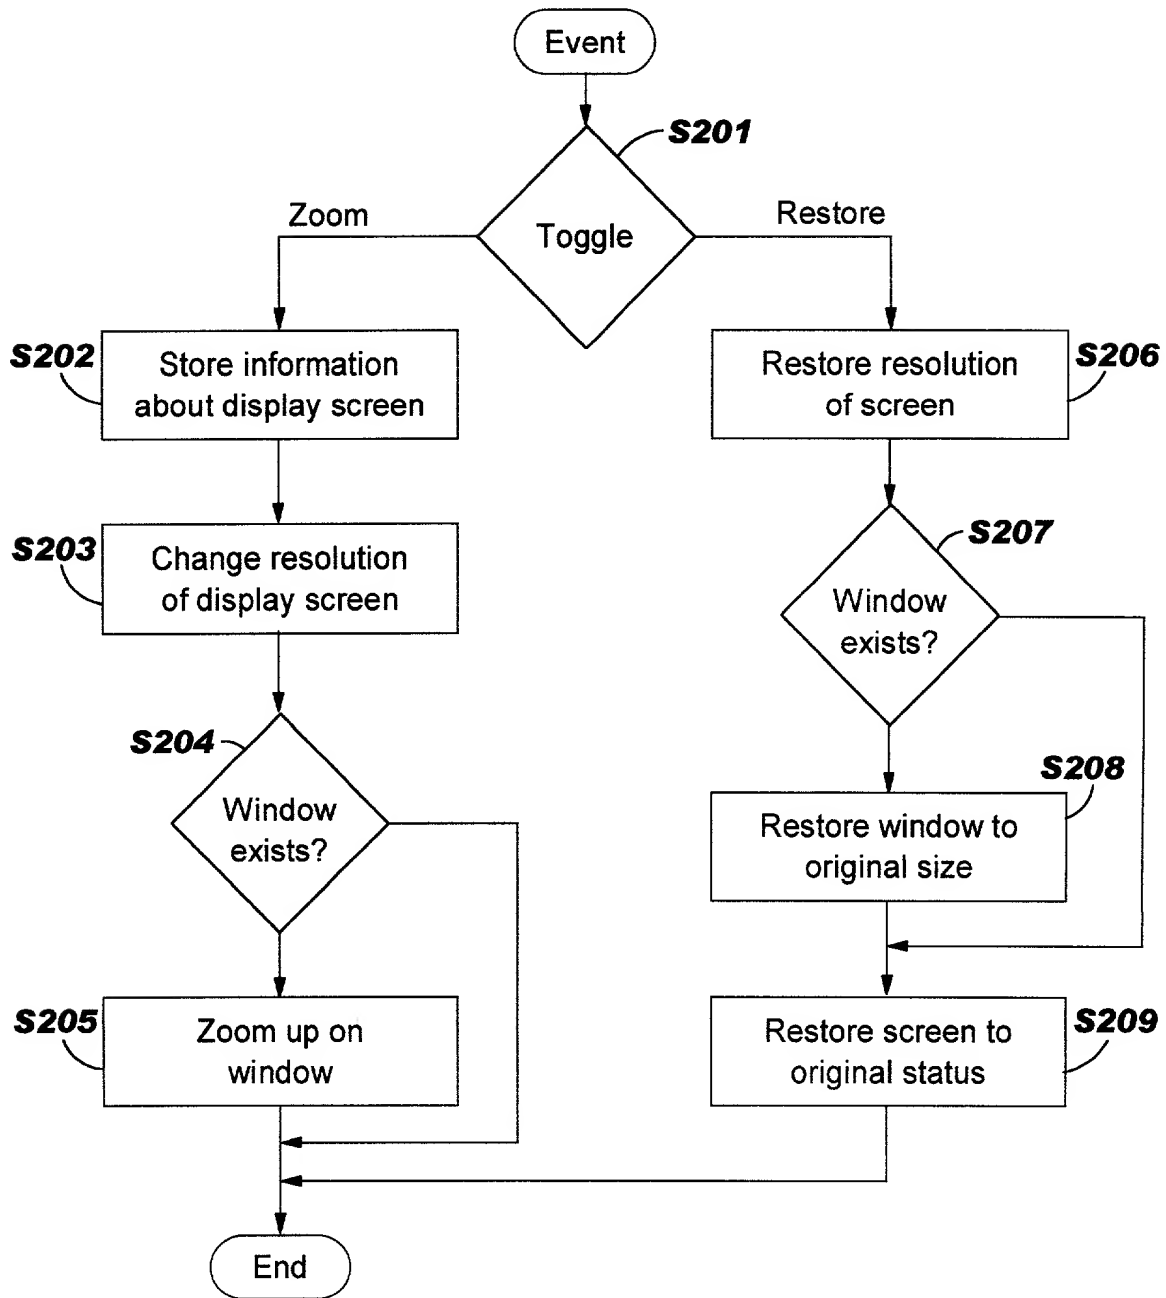 Event
S201
Toggle
Zoom
Restore
S202
Store information
about display screen
S203
Change resolution
of display screen
S204
Window
exists?
S205
Zoom up on
window
S206
Restore resolution
of screen
S207
Window
exists?
S208
Restore window to
original size
S209
Restore screen to
original status
End